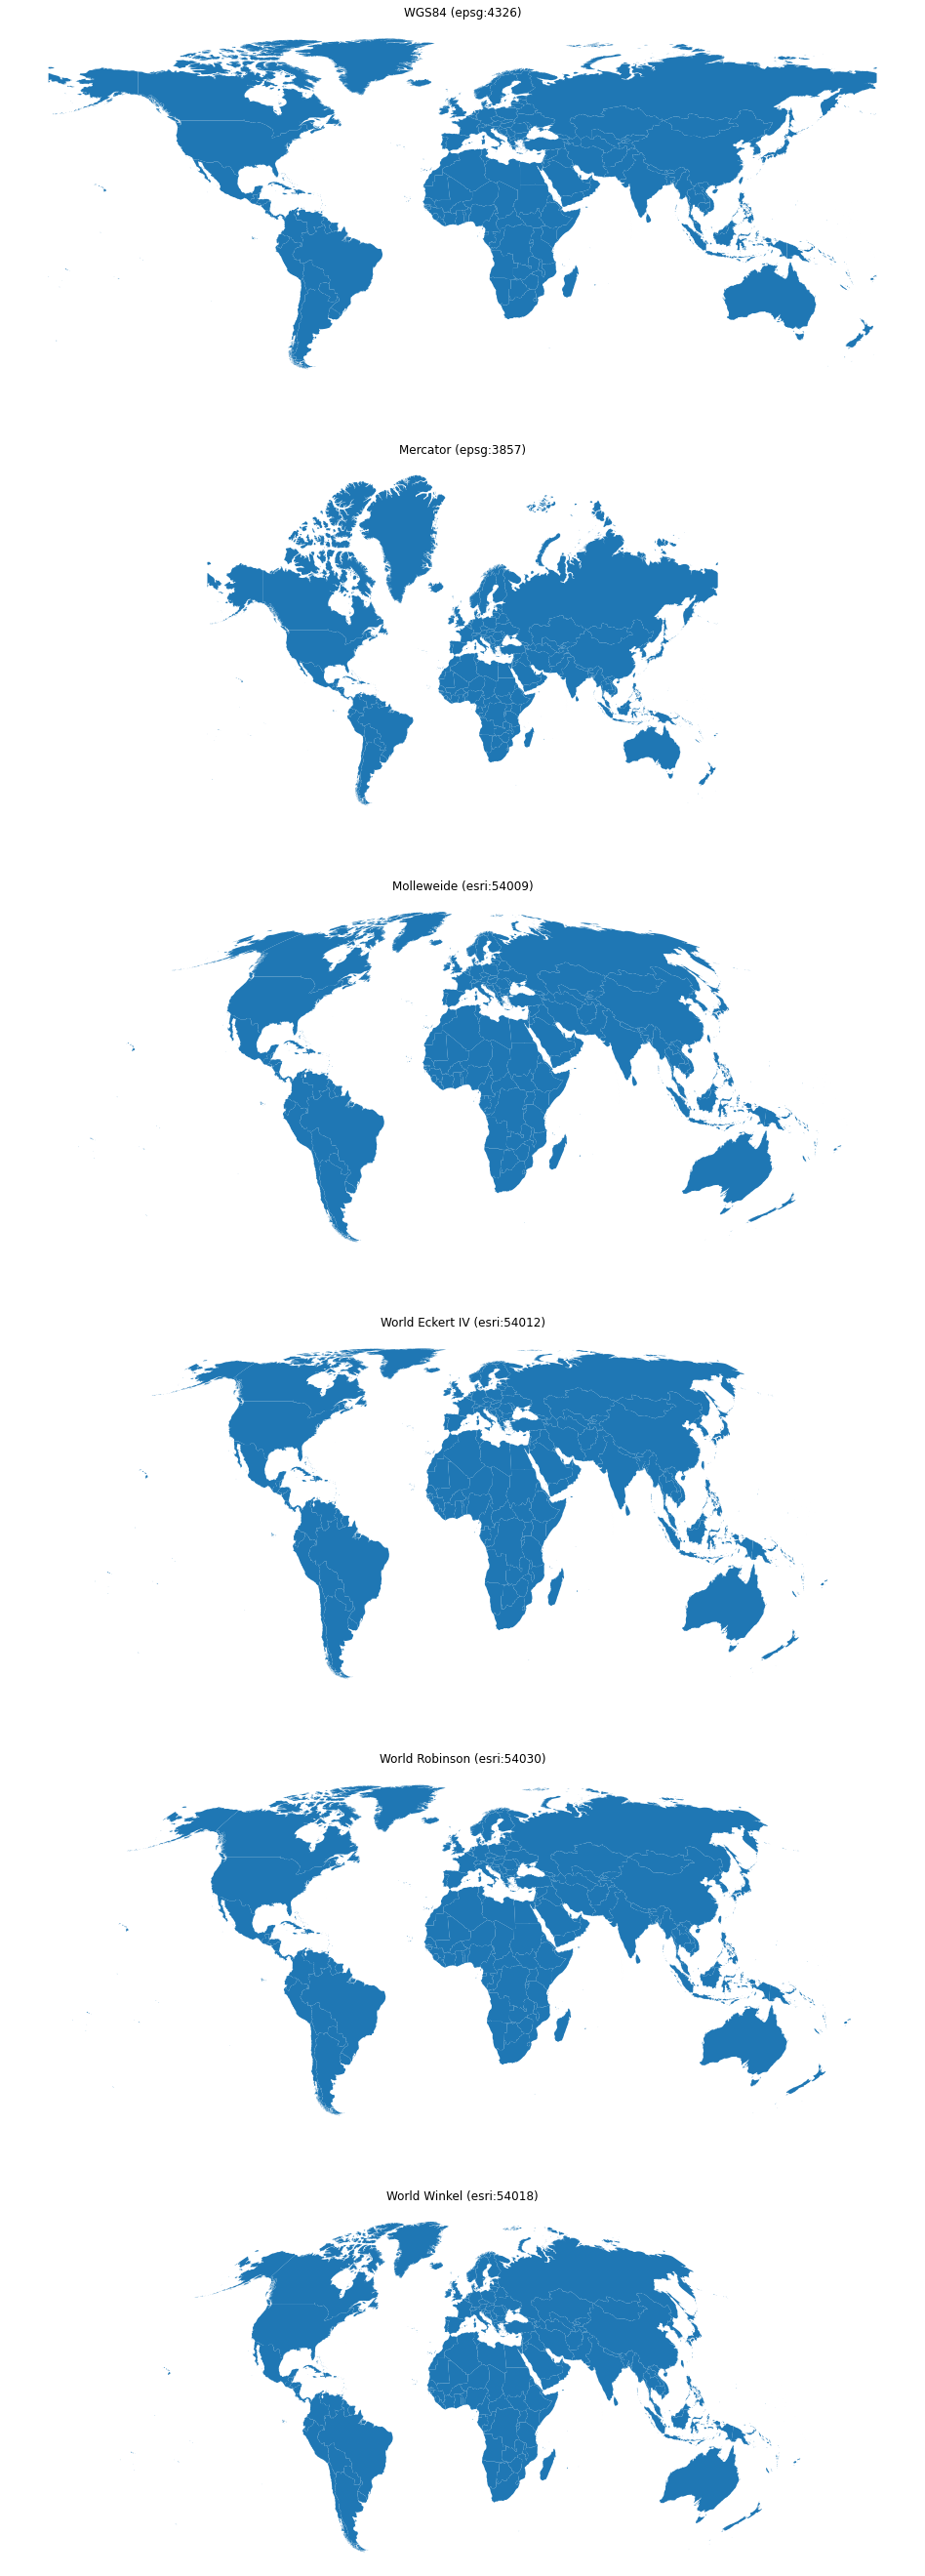 WGS84 (epsg:4326)
Mercator (epsg:3857)
Molleweide (esri:54009)
World Eckert IV (esri:54012)
World Robinson (esri:54030)
World Winkel (esri:54018)